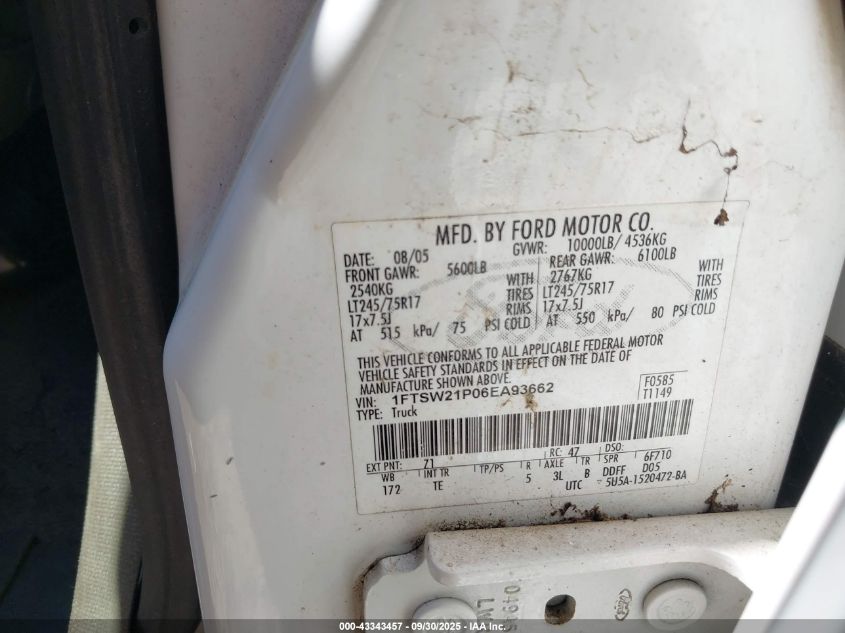 MFD. BY FORD MOTOR CO.
DATE: 08/05 GVWR: 10000LB/ 4536KG
FRONT GAWR: 5600LB REAR GAWR: 6100LB
2540KG WITH 2767KG WITH
LT245/75R17 TIRES LT245/75R17 TIRES
17x7.5J RIMS 17x7.5J RIMS
AT 515 kPa/ 75 PSI COLD AT 550 kPa/ 80 PSI COLD
THIS VEHICLE CONFORMS TO ALL APPLICABLE FEDERAL MOTOR
VEHICLE SAFETY STANDARDS IN EFFECT ON THE DATE OF
MANUFACTURE SHOWN ABOVE.
VIN: 1FTSW21P06EA93662 F0585
TYPE: Truck T1149
EXT PNT: Z1 RC: 47 DSO:
WB INT TR TP/PS R AXLE TR SPR 6F710
172 TE 5 3L B DDFF D0S
UTC 5U5A-1520472-BA
Ford
000-43343457 - 09/30/2025 - IAA Inc.